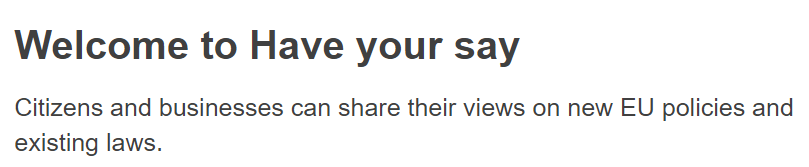 Welcome to Have your say
Citizens and businesses can share their views on new EU policies and
existing laws.